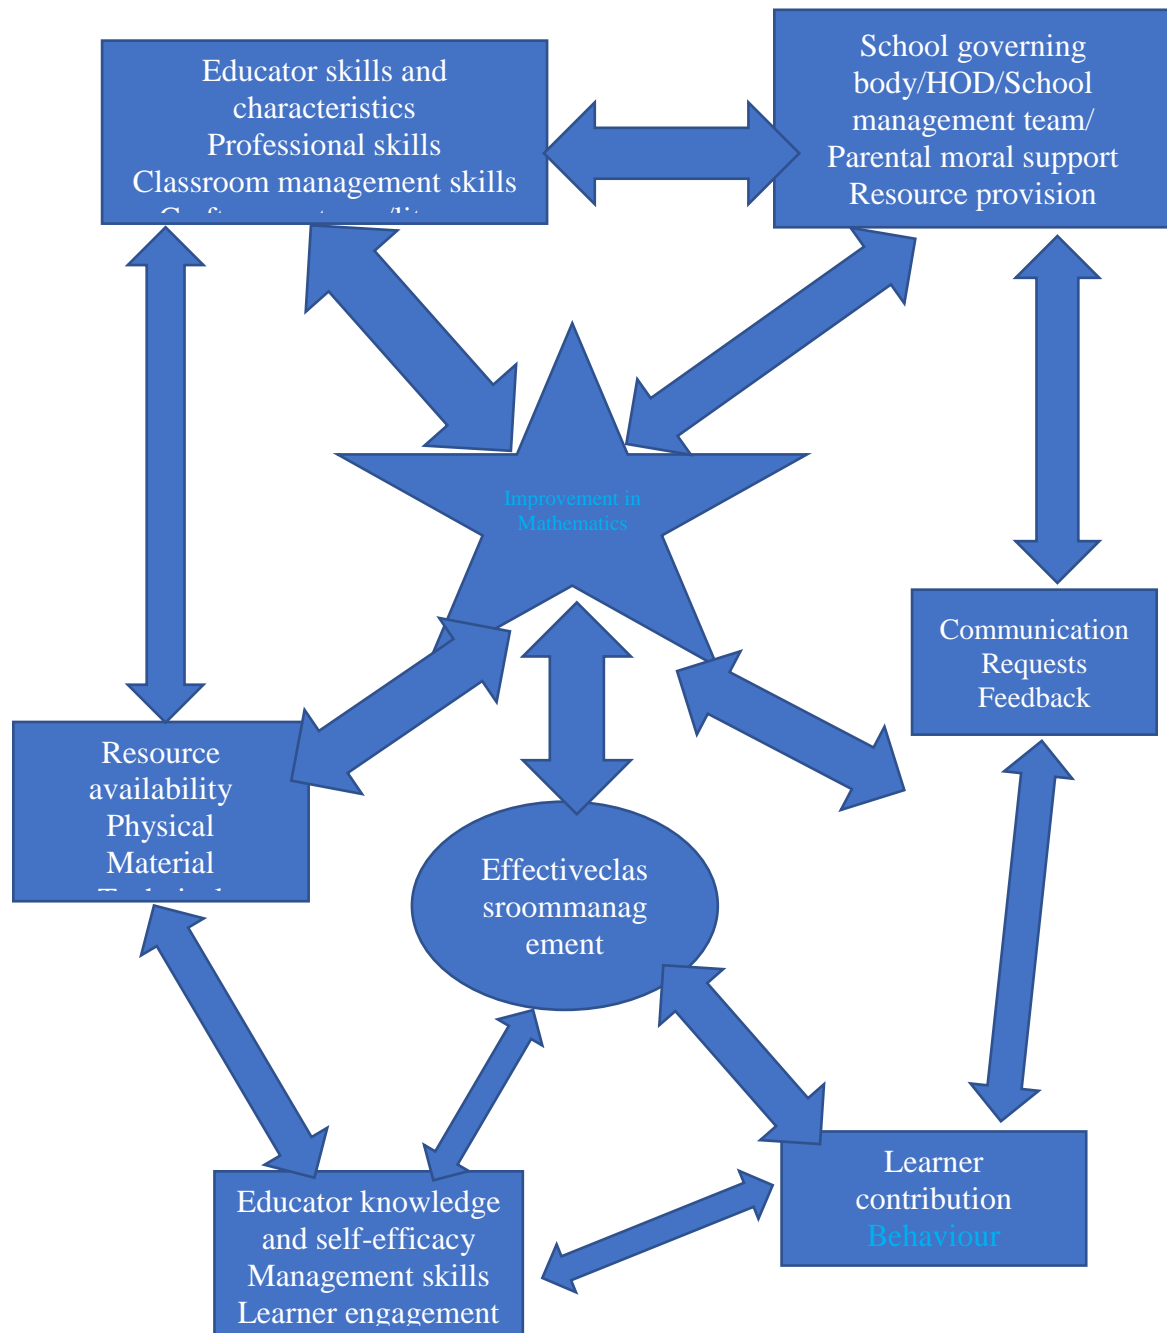 Educator skills and
characteristics
Professional skills
Classroom management skills
School governing
body/HOD/School
management team/
Parental moral support
Resource provision
Improvement in
Mathematics
Communication
Requests
Feedback
Resource
availability
Physical
Material
Effectiveclas
sroommanag
ement
Educator knowledge
and self-efficacy
Management skills
Learner engagement
Learner
contribution
Behaviour